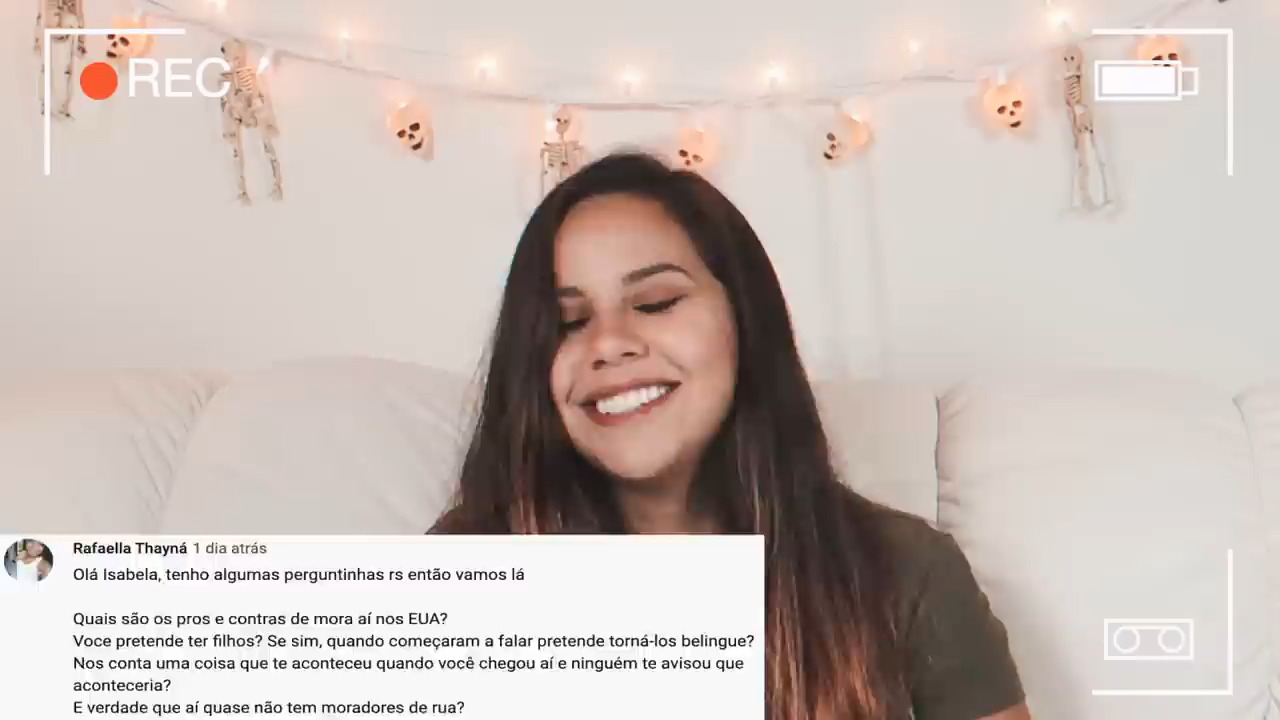 REC
Rafaella Thayná 1 dia atrás
Olá Isabela, tenho algumas perguntinhas rs então vamos lá
Quais são os pros e contras de mora aí nos EUA?
Voce pretende ter filhos? Se sim, quando começaram a falar pretende torná-los belingue?
Nos conta uma coisa que te aconteceu quando você chegou aí e ninguém te avisou que
aconteceria?
E verdade que aí quase não tem moradores de rua?